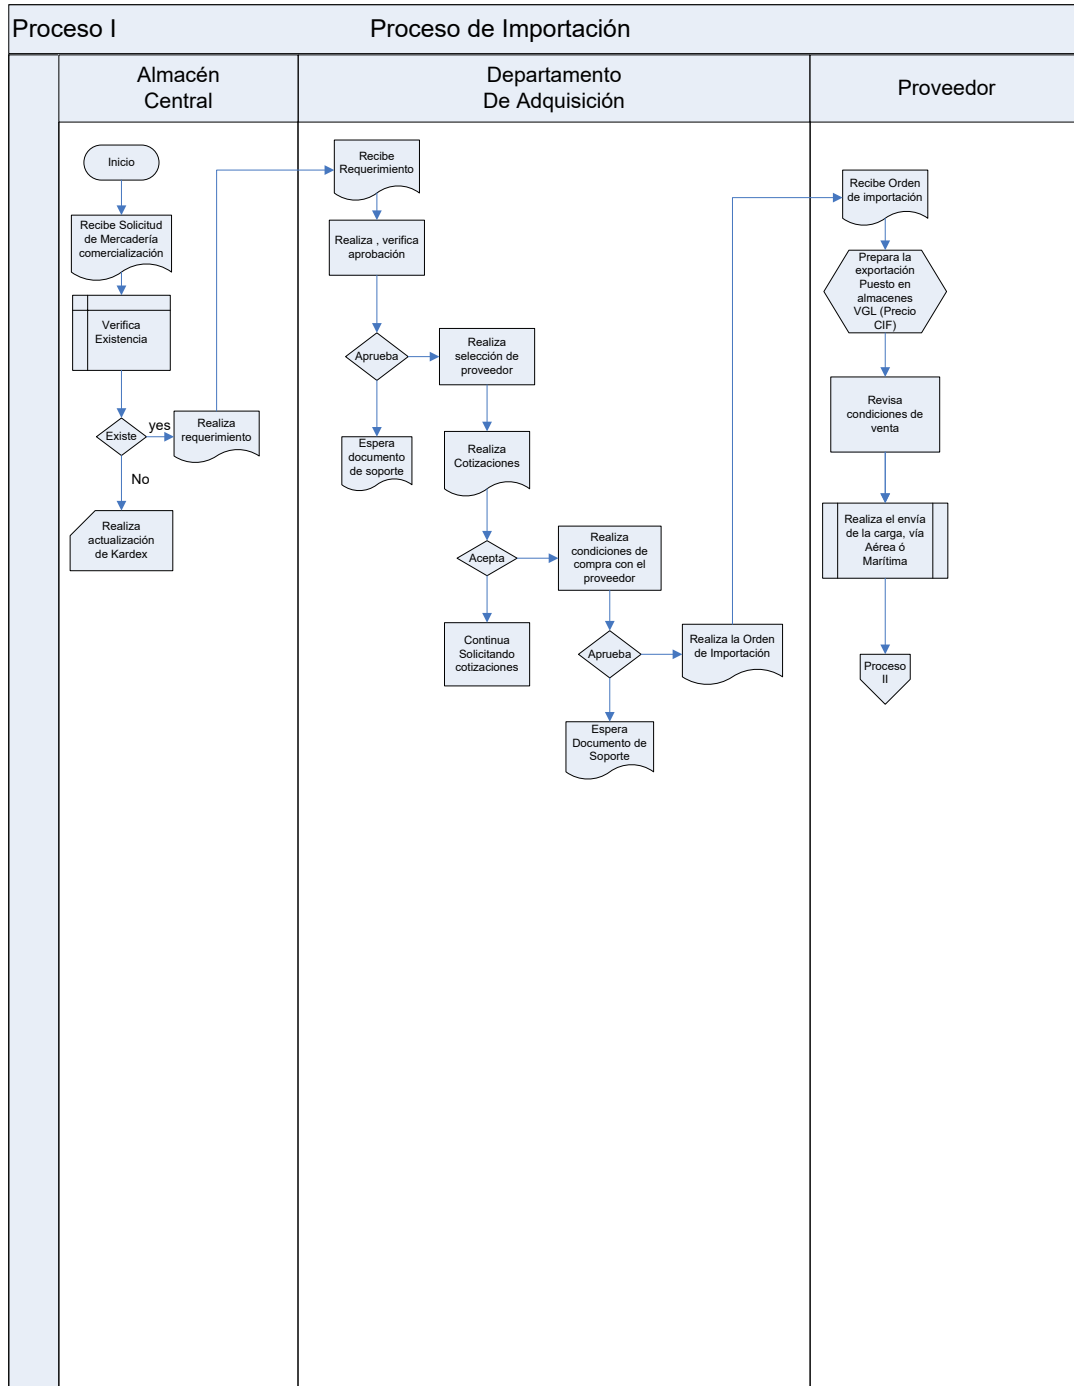 Proceso I
Proceso de Importación
Almacén
Central
Departamento
De Adquisición
Proveedor
Inicio
Recibe Solicitud
de Mercadería
comercialización
Verifica
Existencia
Existe
yes
No
Realiza
requerimiento
Realiza
actualización
de Kardex
Recibe
Requerimiento
Realiza , verifica
aprobación
Aprueba
Espera
documento
de soporte
Realiza
selección de
proveedor
Realiza
Cotizaciones
Acepta
Continua
Solicitando
cotizaciones
Realiza
condiciones de
compra con el
proveedor
Aprueba
Espera
Documento de
Soporte
Realiza la Orden
de Importación
Recibe Orden
de importación
Prepara la
exportación
Puesto en
almacenes
VGL (Precio
CIF)
Revisa
condiciones de
venta
Realiza el envía
de la carga, vía
Aérea ó
Marítima
Proceso
II